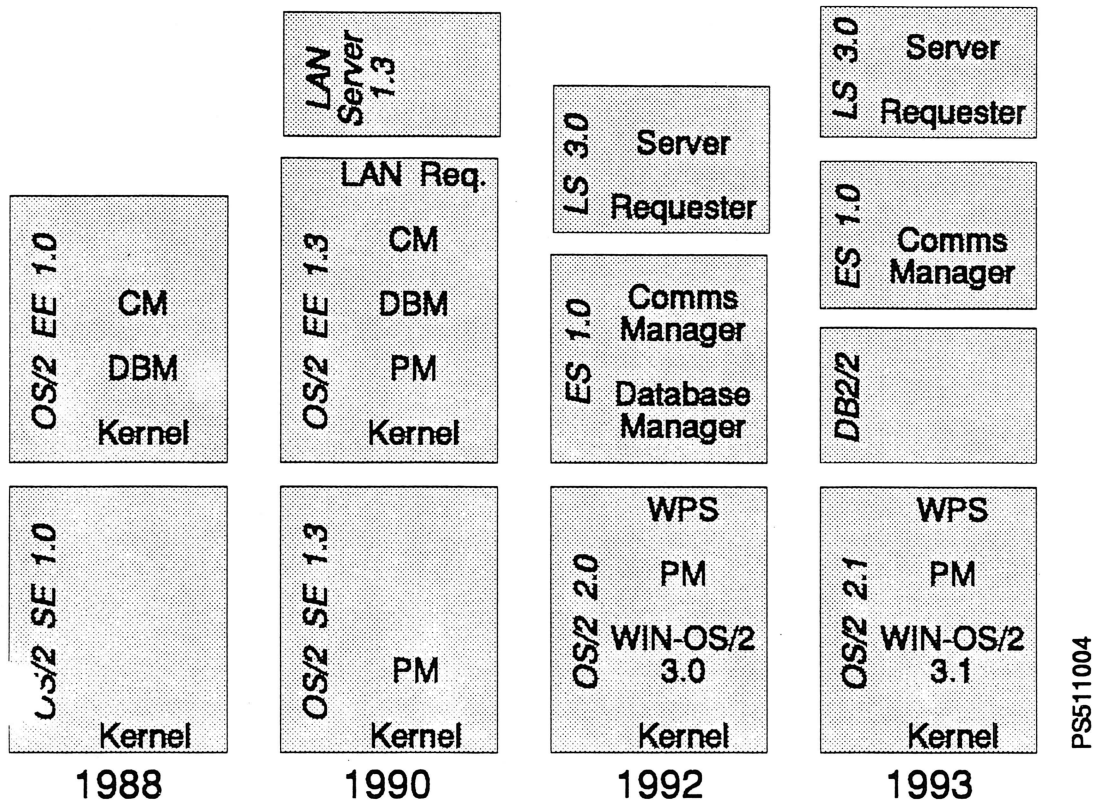 OS/2 EE 1.0
CM
DBM
Kernel
OS/2 SE 1.0
Kernel
1988
LAN
Server
1.3
OS/2 EE 1.3
LAN Req.
CM
DBM
PM
Kernel
OS/2 SE 1.3
PM
Kernel
1990
LS 3.0
Server
Requester
ES 1.0
Comms
Manager
Database
Manager
OS/2 2.0
WPS
PM
WIN-OS/2
3.0
Kernel
1992
LS 3.0
Server
Requester
ES 1.0
Comms
Manager
DB2/2
OS/2 2.1
WPS
PM
WIN-OS/2
3.1
Kernel
1993
PS511004